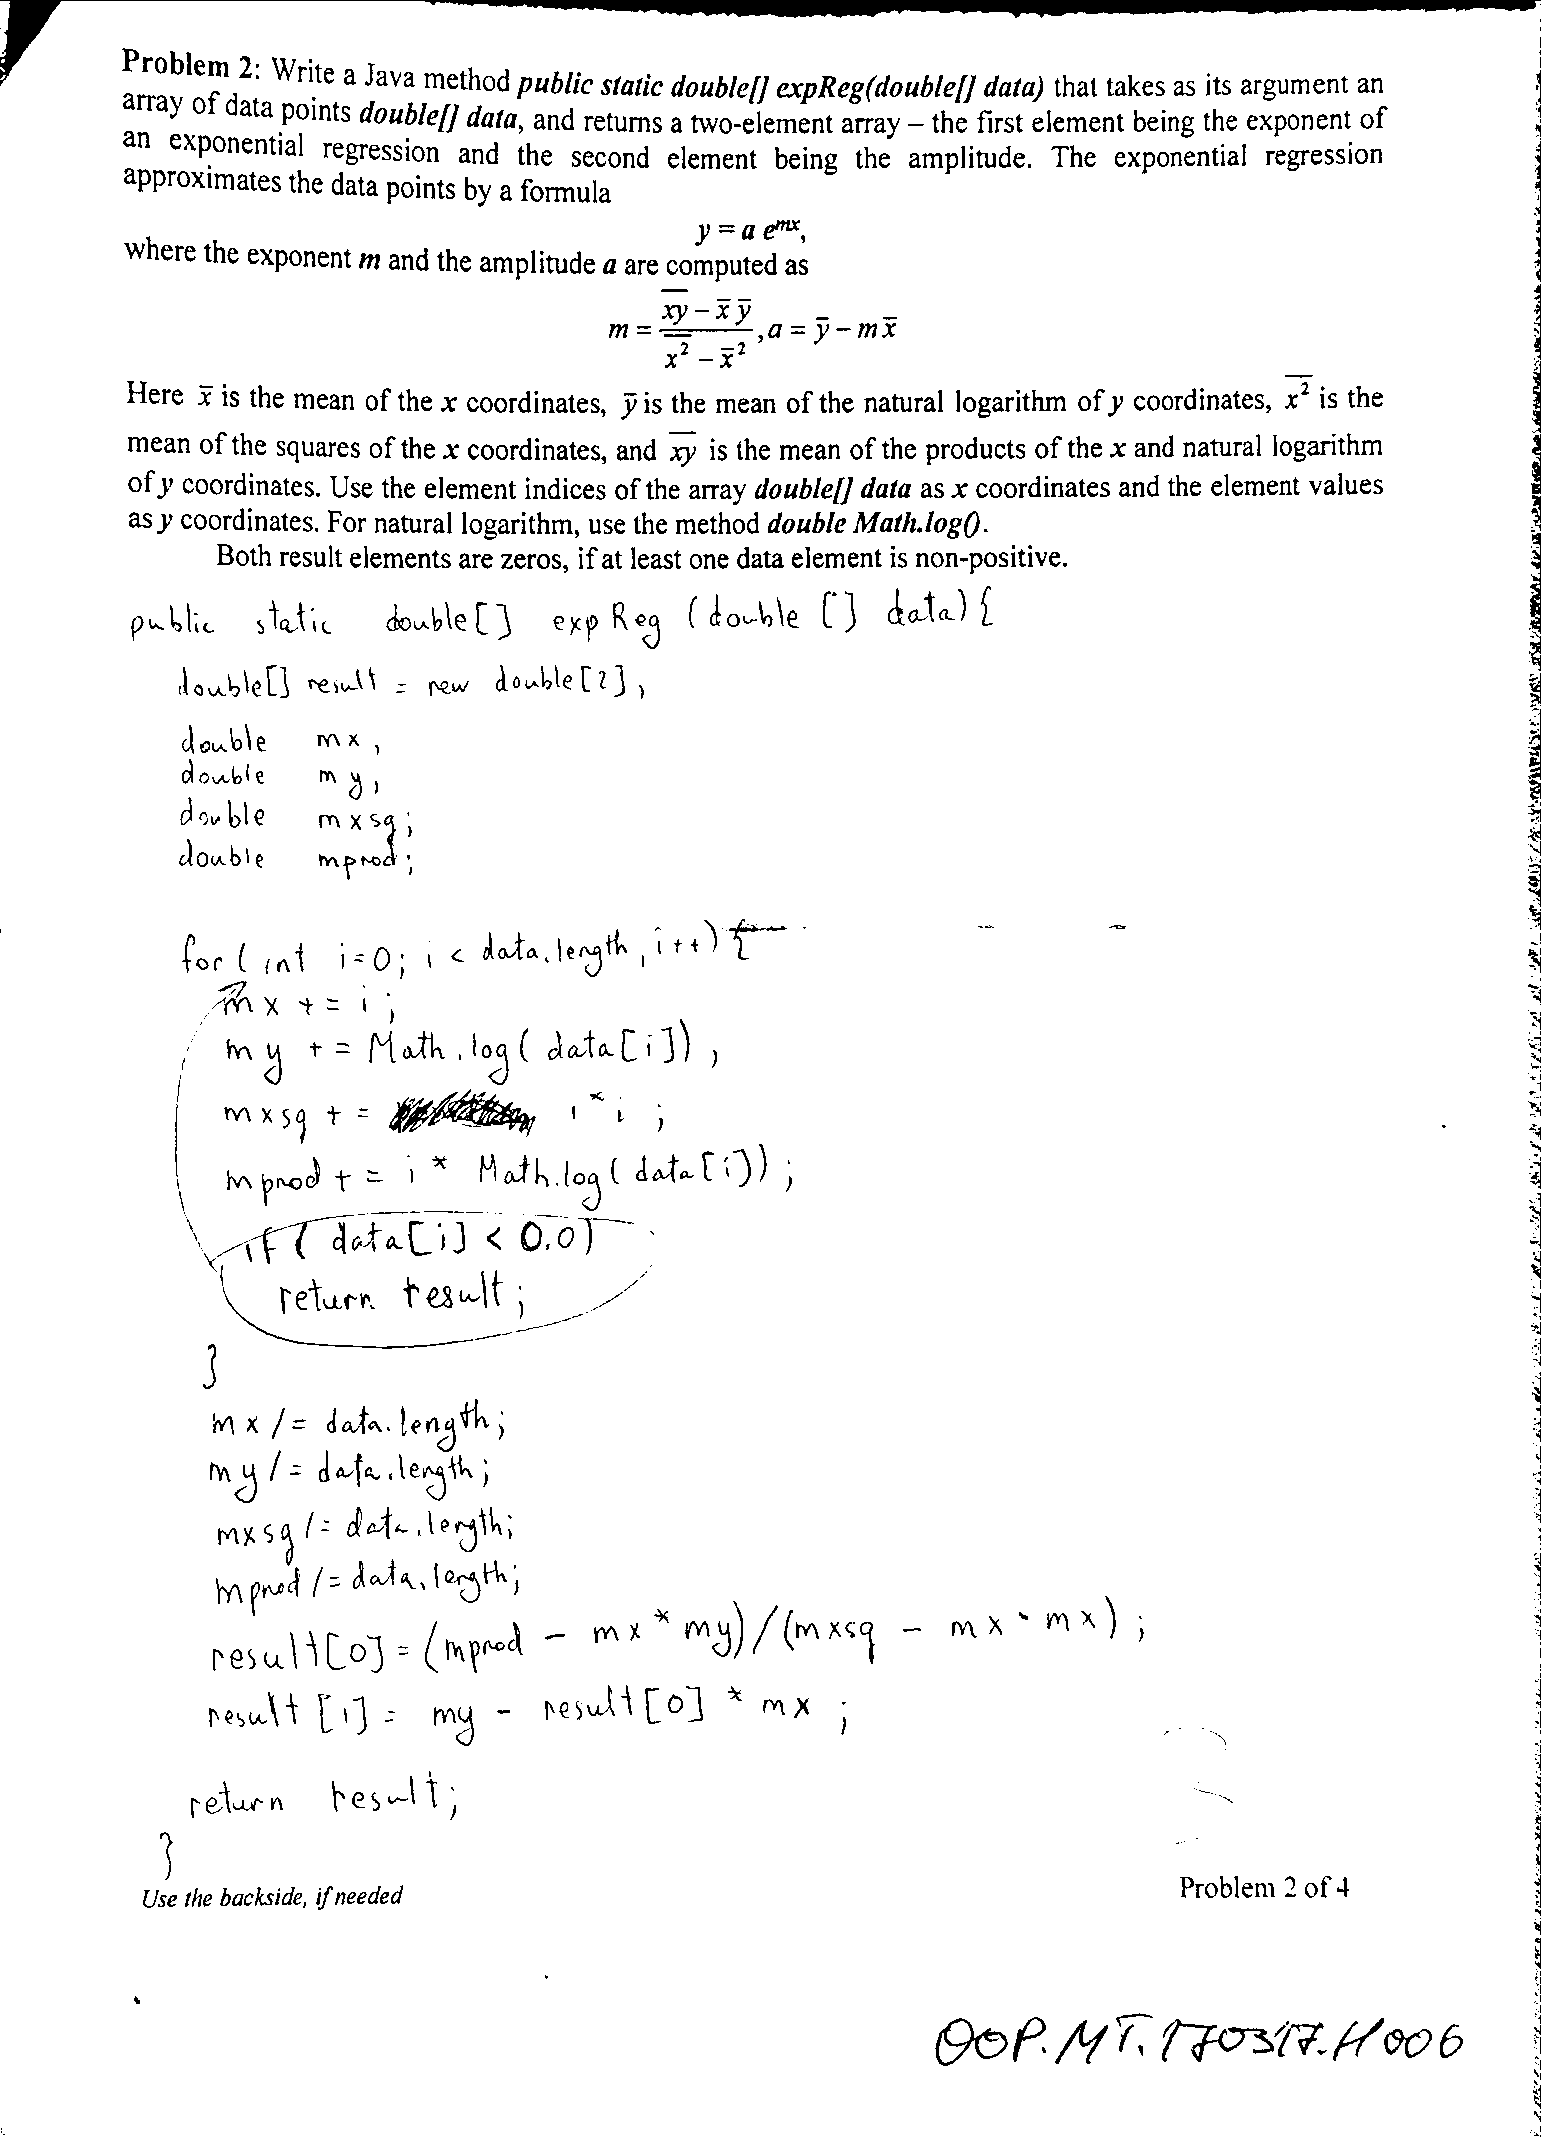 Problem 2: Write a Java method public static double[] expReg(double[] data) that takes as its argument an
array of data points double[] data, and returns a two-element array – the first element being the exponent of
an exponential regression and the second element being the amplitude. The exponential regression
approximates the data points by a formula
y = a e^{mx},
where the exponent m and the amplitude a are computed as
m = \frac{\overline{xy} - \bar{x}\,\bar{y}}{\overline{x^2} - \bar{x}^2}, a = \bar{y} - m\bar{x}
Here x̄ is the mean of the x coordinates, ȳ is the mean of the natural logarithm of y coordinates, \overline{x^2} is the
mean of the squares of the x coordinates, and \overline{xy} is the mean of the products of the x and natural logarithm
of y coordinates. Use the element indices of the array double[] data as x coordinates and the element values
as y coordinates. For natural logarithm, use the method double Math.log().
Both result elements are zeros, if at least one data element is non-positive.
public static double[] expReg (double [] data) {
double[] result = new double[2];
double mx;
double my;
double mxsq;
double mprod;
for (int i=0; i < data.length; i++) {
mx += i;
my += Math.log( data[i]);
mxsq += i*i;
mprod += i * Math.log( data[i]);
if ( data[i] < 0.0)
return result;
}
mx /= data.length;
my /= data.length;
mxsq /= data.length;
mprod /= data.length;
result[0] = (mprod - mx * my)/(mxsq - mx * mx);
result [1] = my - result[0] * mx;
return result;
}
Use the backside, if needed
Problem 2 of 4
OOP.MT.170317.H006